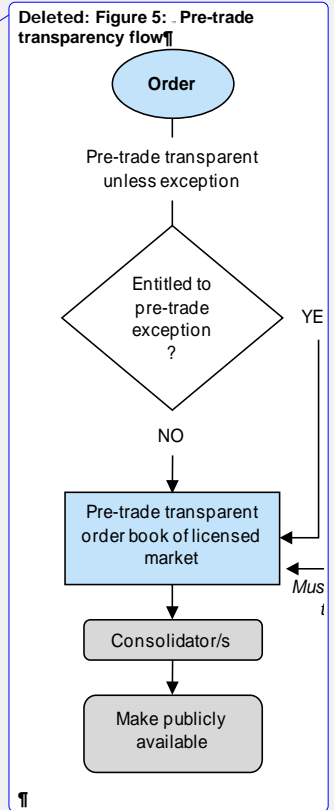 Deleted: Figure 5: Pre-trade
transparency flow¶
Order
Pre-trade transparent
unless exception
Entitled to
pre-trade
exception
?
YE
NO
Pre-trade transparent
order book of licensed
market
Mus
t
Consolidator/s
Make publicly
available
¶